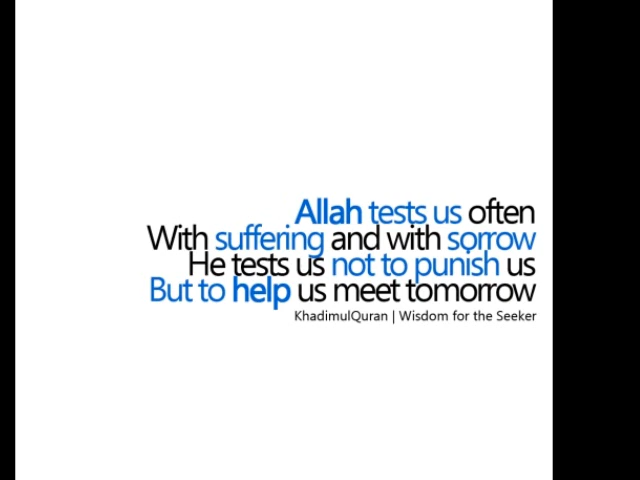 Allah tests us often
With suffering and with sorrow
He tests us not to punish us
But to help us meet tomorrow
KhadimulQuran | Wisdom for the Seeker